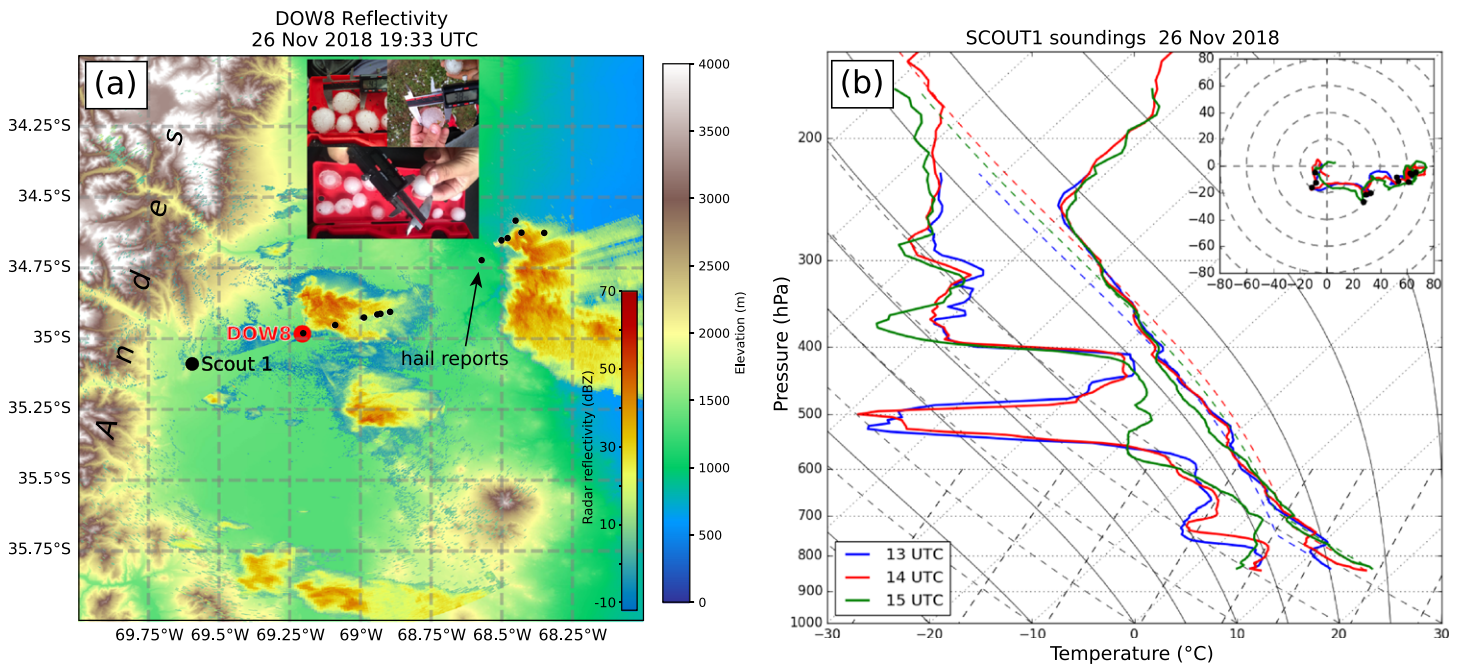 DOW8 Reflectivity
26 Nov 2018 19:33 UTC
(a)
34.25°S
34.5°S
34.75°S
35°S
35.25°S
35.5°S
35.75°S
69.75°W 69.5°W 69.25°W 69°W 68.75°W 68.5°W 68.25°W
A n d e s
DOW8
Scout 1
hail reports
70
50
30
10
-10
Radar reflectivity (dBZ)
4000
3500
3000
2500
2000
1500
1000
500
0
Elevation (m)
SCOUT1 soundings 26 Nov 2018
(b)
Pressure (hPa)
200
300
400
500
600
700
800
900
1000
−30 −20 −10 0 10 20 30
Temperature (°C)
13 UTC
14 UTC
15 UTC
80
60
40
20
0
−20
−40
−60
−80
−80 −60 −40 −20 0 20 40 60 80